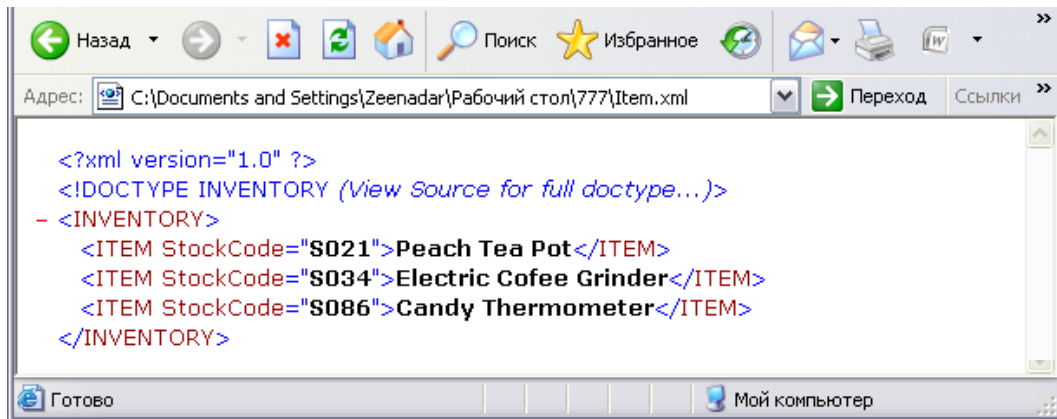 Назад Поиск Избранное
Адрес: C:\Documents and Settings\Zeenadar\Рабочий стол\777\Item.xml Переход Ссылки
<?xml version="1.0" ?>
<!DOCTYPE INVENTORY (View Source for full doctype...)>
- <INVENTORY>
<ITEM StockCode="S021">Peach Tea Pot</ITEM>
<ITEM StockCode="S034">Electric Cofee Grinder</ITEM>
<ITEM StockCode="S086">Candy Thermometer</ITEM>
</INVENTORY>
Готово Мой компьютер